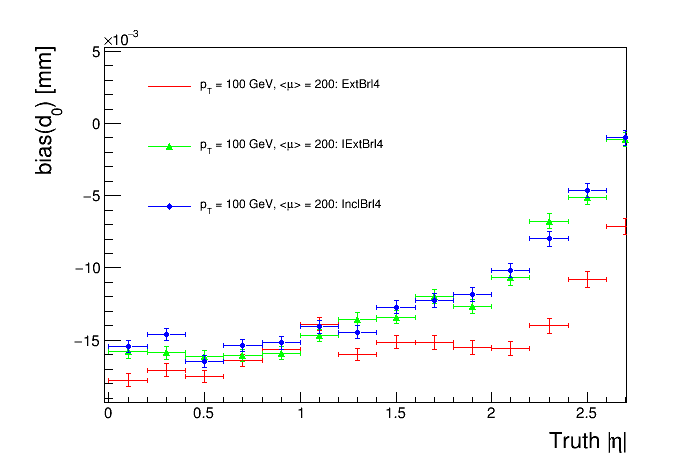 ×10⁻³
bias(d₀) [mm]
5
0
−5
−10
−15
p_T = 100 GeV, <μ> = 200: ExtBrl4
p_T = 100 GeV, <μ> = 200: IExtBrl4
p_T = 100 GeV, <μ> = 200: InclBrl4
0 0.5 1 1.5 2 2.5
Truth |η|